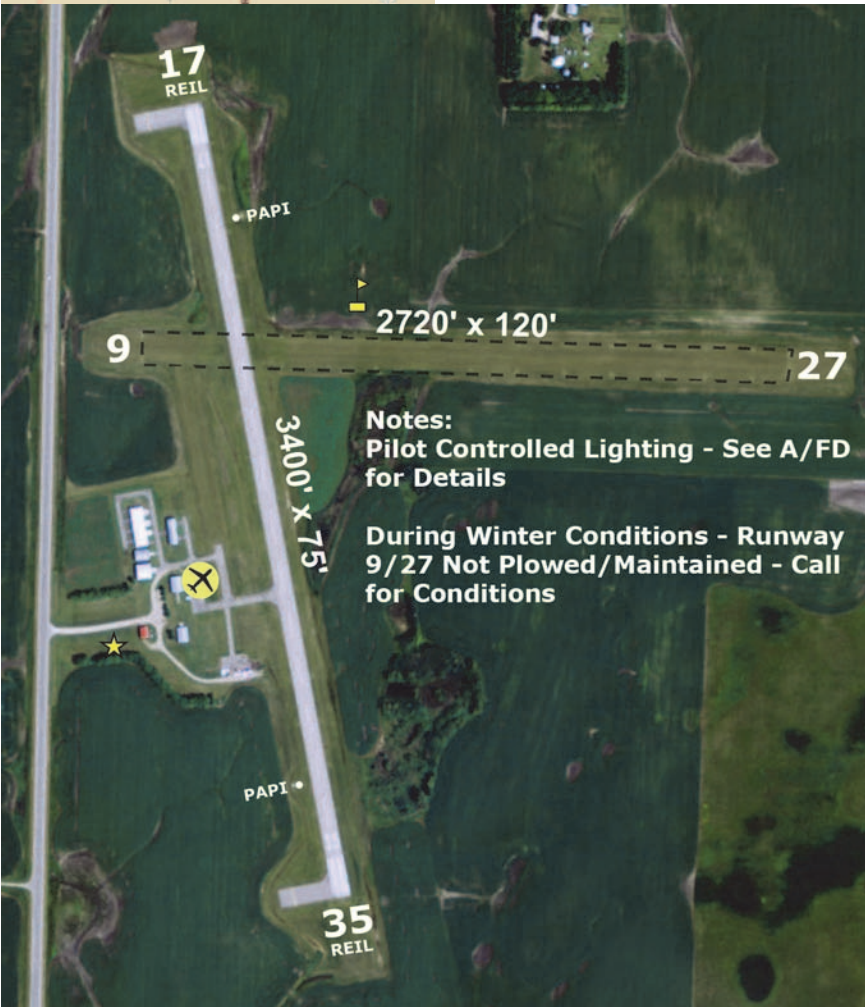 17
REIL
PAPI
2720' x 120'
9
27
3400' x 75'
Notes:
Pilot Controlled Lighting - See A/FD
for Details
During Winter Conditions - Runway
9/27 Not Plowed/Maintained - Call
for Conditions
PAPI
35
REIL